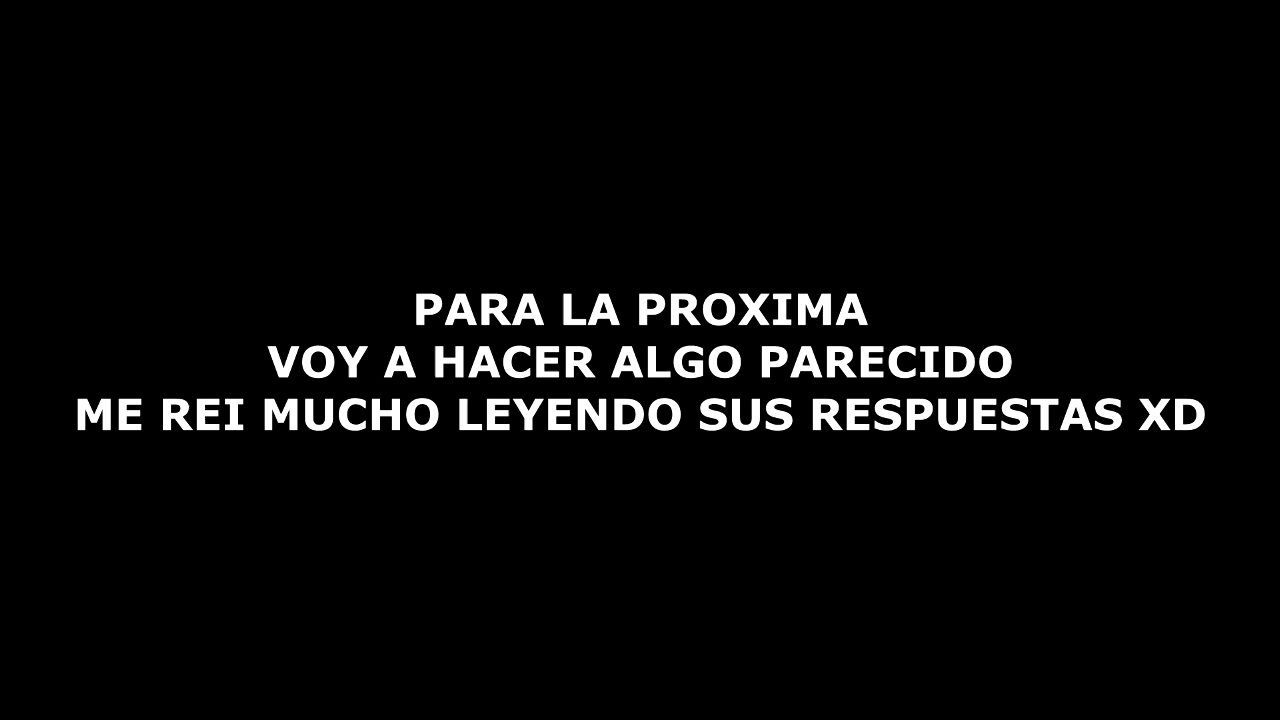 PARA LA PROXIMA
VOY A HACER ALGO PARECIDO
ME REI MUCHO LEYENDO SUS RESPUESTAS XD